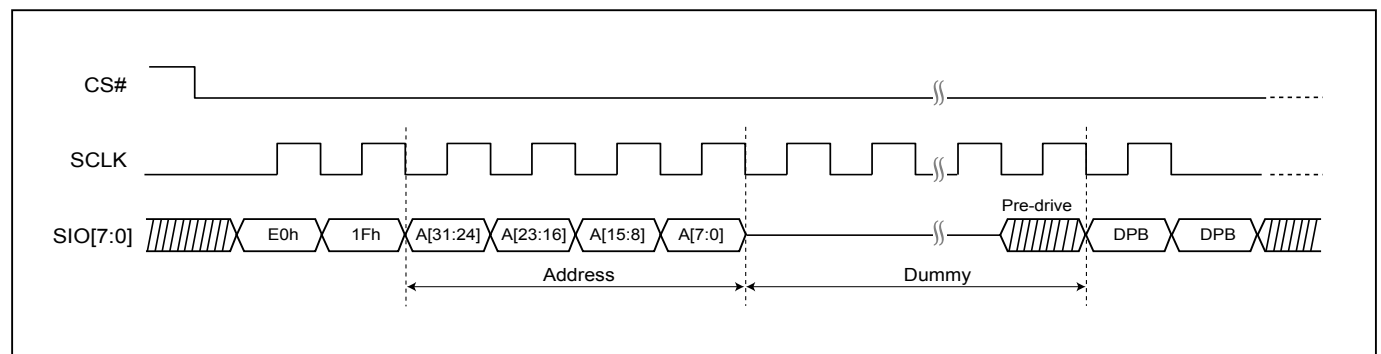 CS#
SCLK
Pre-drive
SIO[7:0] E0h 1Fh A[31:24] A[23:16] A[15:8] A[7:0] DPB DPB
Address Dummy